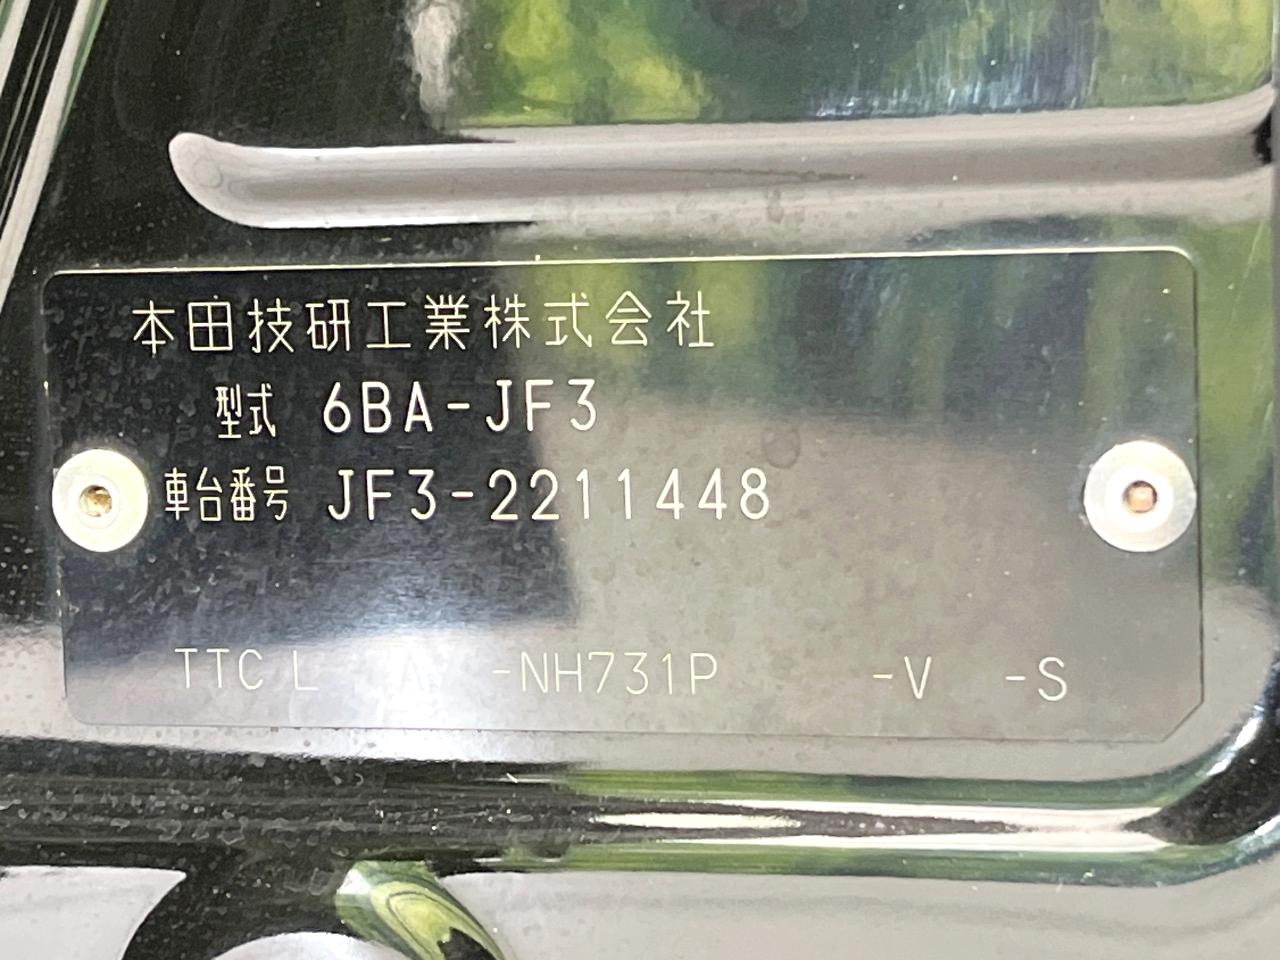 本田技研工業株式会社
型式 6BA-JF3
車台番号 JF3-2211448
TTC L A -NH731P -V -S